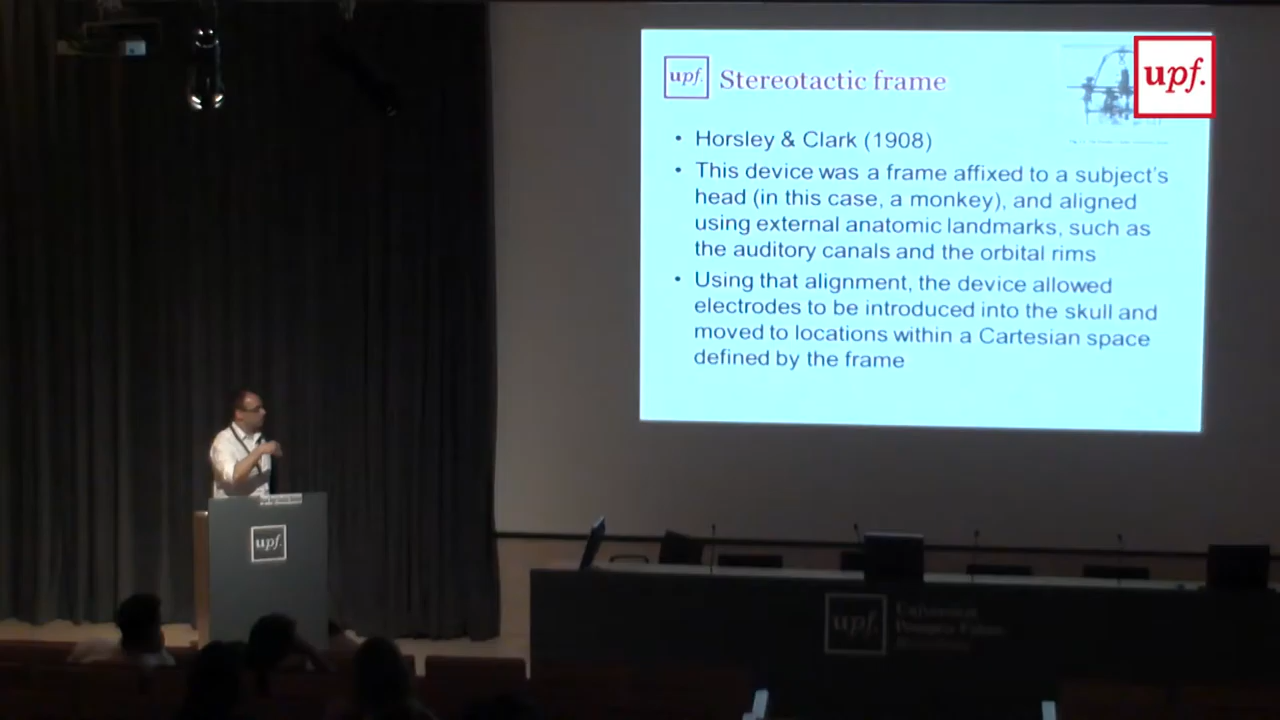 upf.
Stereotactic frame
upf.
• Horsley & Clark (1908)
• This device was a frame affixed to a subject's
head (in this case, a monkey), and aligned
using external anatomic landmarks, such as
the auditory canals and the orbital rims
• Using that alignment, the device allowed
electrodes to be introduced into the skull and
moved to locations within a Cartesian space
defined by the frame
upf.
upf.
Universitat
Pompeu Fabra